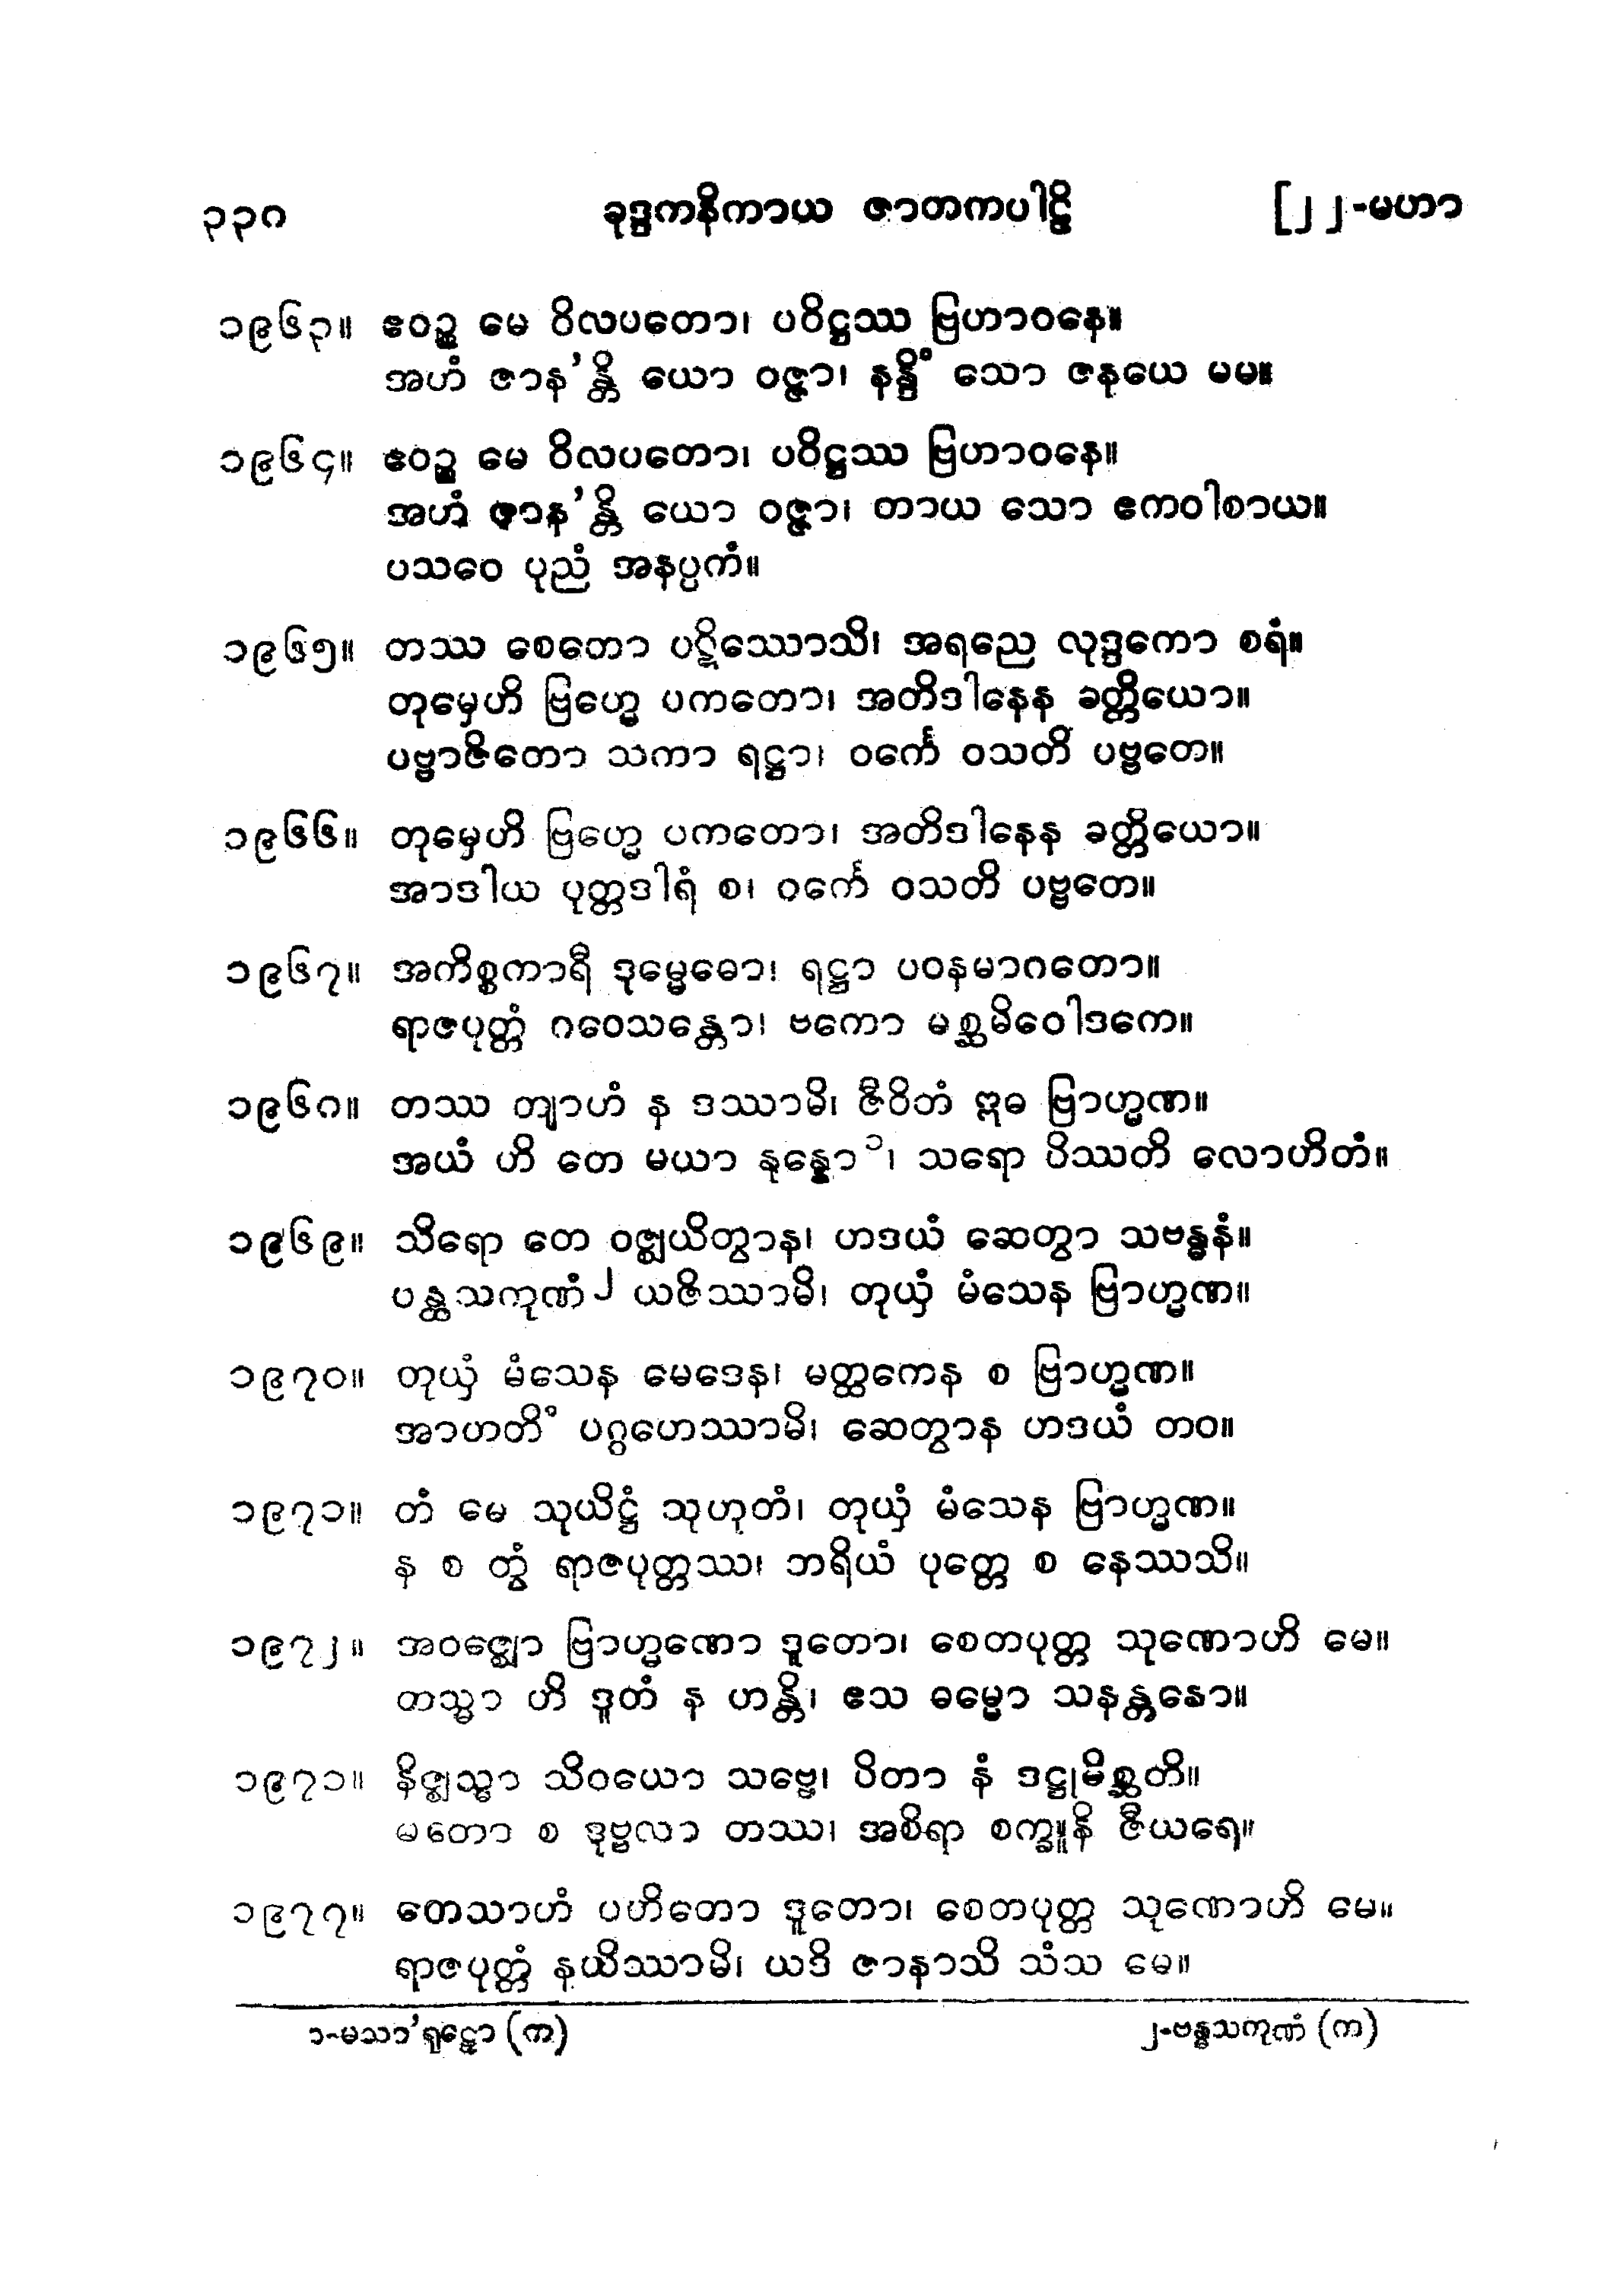 ၃၃၈ ခုဒ္ဒကနိကာယ ဇာတကပါဠိ [၂၂-မဟာ
၁၉၆၃။ ဧဝဉ္စ မေ ဝိလပတော၊ ပဝိဋ္ဌဿ ဗြဟာဝနေ။
အဟံ ဇာန’န္တိ ယော ဝဇ္ဇာ၊ နန္ဒိံ သော ဇနယေ မမ။
၁၉၆၄။ ဧဝဉ္စ မေ ဝိလပတော၊ ပဝိဋ္ဌဿ ဗြဟာဝနေ။
အဟံ ဇာန’န္တိ ယော ဝဇ္ဇာ၊ တာယ သော ဧကဝါစာယ။
ပသဝေ ပုညံ အနပ္ပကံ။
၁၉၆၅။ တဿ စေတော ပဋိဿောသိ၊ အရညေ လုဒ္ဒကော စရံ။
တုမှေဟိ ဗြဟ္မေ ပကတော၊ အတိဒါနေန ခတ္တိယော။
ပဗ္ဗာဇိတော သကာ ရဋ္ဌာ၊ ဝင်္ကေ ဝသတိ ပဗ္ဗတေ။
၁၉၆၆။ တုမှေဟိ ဗြဟ္မေ ပကတော၊ အတိဒါနေန ခတ္တိယော။
အာဒါယ ပုတ္တဒါရံ စ၊ ဝင်္ကေ ဝသတိ ပဗ္ဗတေ။
၁၉၆၇။ အကိစ္စကာရီ ဒုမ္မေဓော၊ ရဋ္ဌာ ပဝနမာဂတော။
ရာဇပုတ္တံ ဂဝေသန္တော၊ ဗကော မစ္ဆမိဝေါဒကေ။
၁၉၆၈။ တဿ တျာဟံ န ဒဿာမိ၊ ဇီဝိတံ ဣဓ ဗြာဟ္မဏ။
အယံ ဟိ တေ မယာ နုန္နော၁၊ သရော ပိဿတိ လောဟိတံ။
၁၉၆၉။ သိရော တေ ဝဇ္ဈယိတွာန၊ ဟဒယံ ဆေတွာ သဗန္ဓနံ။
ပန္ထသကုဏံ၂ ယဇိဿာမိ၊ တုယှံ မံသေန ဗြာဟ္မဏ။
၁၉၇၀။ တုယှံ မံသေန မေဒေန၊ မတ္ထကေန စ ဗြာဟ္မဏ။
အာဟုတိံ ပဂ္ဂဟေဿာမိ၊ ဆေတွာန ဟဒယံ တဝ။
၁၉၇၁။ တံ မေ သုယိဋ္ဌံ သုဟုတံ၊ တုယှံ မံသေန ဗြာဟ္မဏ။
န စ တွံ ရာဇပုတ္တဿ၊ ဘရိယံ ပုတ္တေ စ နေဿသိ။
၁၉၇၂။ အဝဇ္ဈော ဗြာဟ္မဏော ဒူတော၊ စေတပုတ္တ သုဏောဟိ မေ။
တသ္မာ ဟိ ဒူတံ န ဟန္တိ၊ ဧသ ဓမ္မော သနန္တနော။
၁၉၇၁။ နိဇ္ဈသ္မာ သိဝယော သဗ္ဗေ၊ ပိတာ နံ ဒဋ္ဌုမိစ္ဆတိ။
မတော စ ဒုဗ္ဗလာ တဿ၊ အစိရာ စက္ခူနိ ဇီယရေ။
၁၉၇၇။ တေသာဟံ ပဟိတော ဒူတော၊ စေတပုတ္တ သုဏောဟိ မေ။
ရာဇပုတ္တံ နယိဿာမိ၊ ယဒိ ဇာနာသိ သံသ မေ။
၁-မသာ’ရုဠှော (က) ၂-ဗန္ဓသကုဏံ (က)